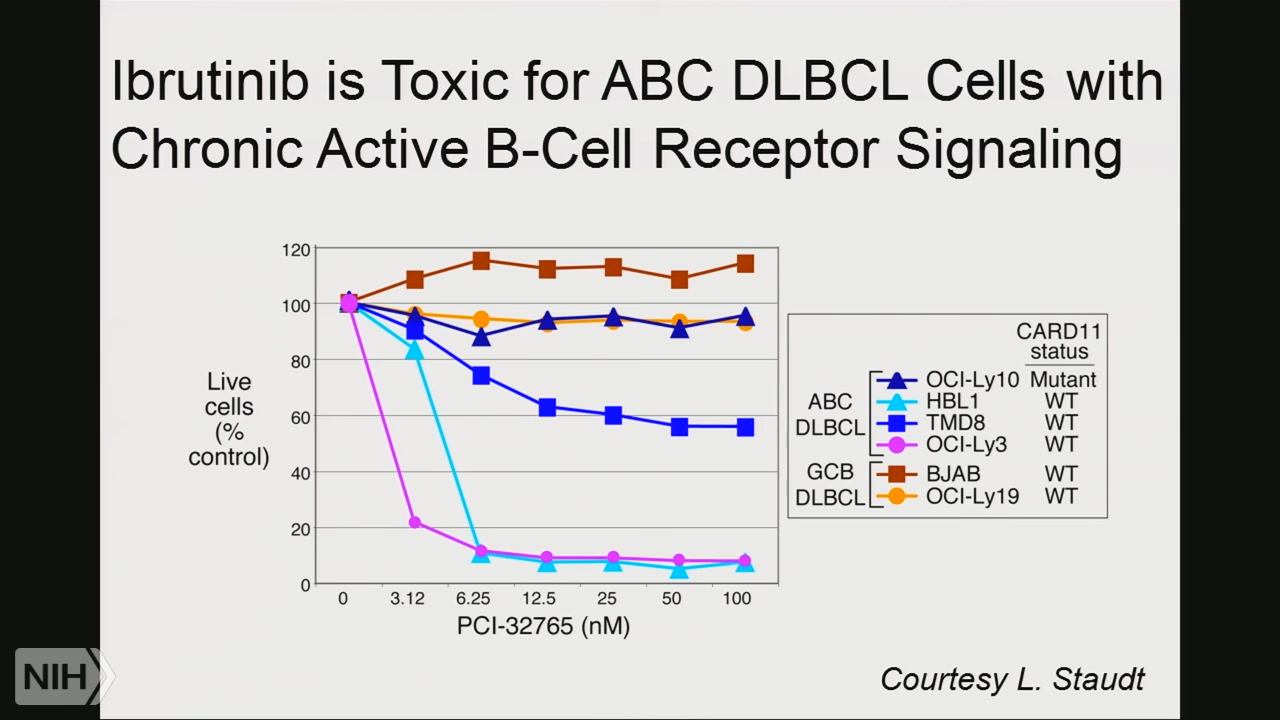 Ibrutinib is Toxic for ABC DLBCL Cells with
Chronic Active B-Cell Receptor Signaling
120
100
80
60
40
20
0
Live
cells
(%
control)
0 3.12 6.25 12.5 25 50 100
PCI-32765 (nM)
CARD11
status
ABC
DLBCL
OCI-Ly10 Mutant
HBL1 WT
TMD8 WT
OCI-Ly3 WT
GCB
DLBCL
BJAB WT
OCI-Ly19 WT
NIH
Courtesy L. Staudt